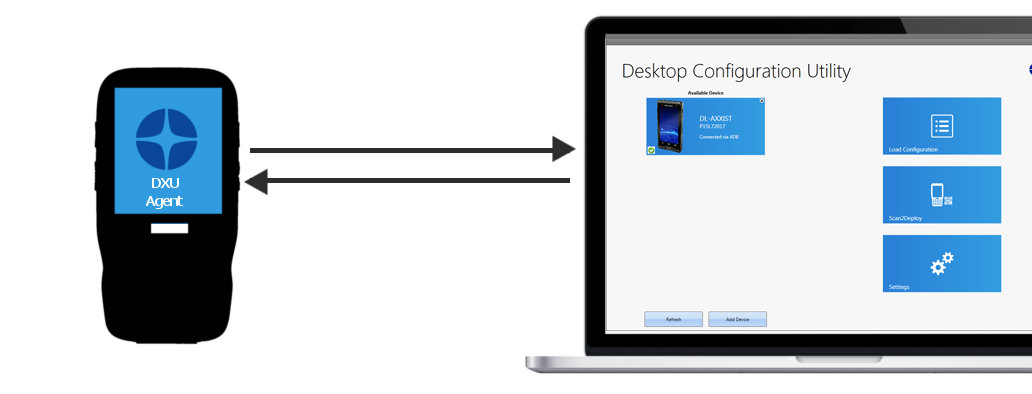 DXU
Agent
Desktop Configuration Utility
Available Device
DL-AXXIST
P15L72017
Connected via ADB
Load Configuration
Scan2Deploy
Settings
Refresh
Add Device